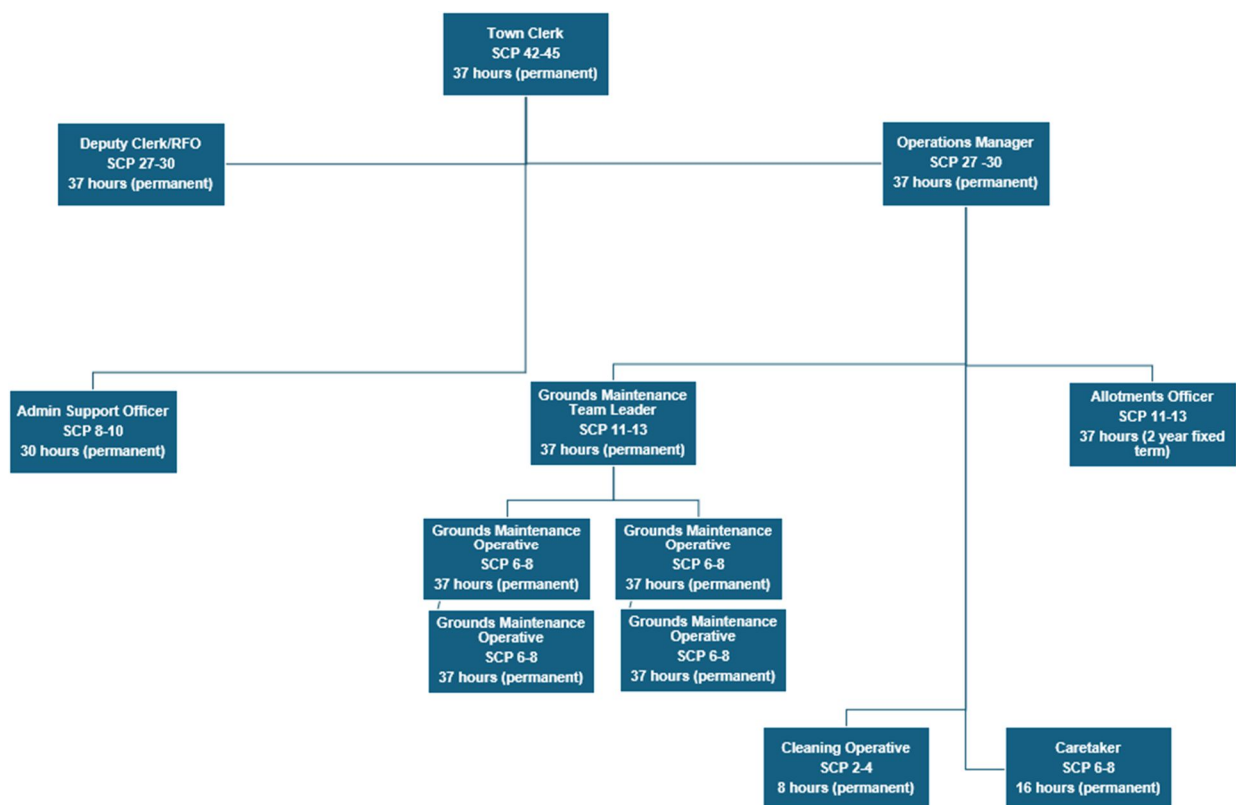 Town Clerk
SCP 42-45
37 hours (permanent)
Deputy Clerk/RFO
SCP 27-30
37 hours (permanent)
Operations Manager
SCP 27 -30
37 hours (permanent)
Admin Support Officer
SCP 8-10
30 hours (permanent)
Grounds Maintenance
Team Leader
SCP 11-13
37 hours (permanent)
Allotments Officer
SCP 11-13
37 hours (2 year fixed
term)
Grounds Maintenance
Operative
SCP 6-8
37 hours (permanent)
Grounds Maintenance
Operative
SCP 6-8
37 hours (permanent)
Grounds Maintenance
Operative
SCP 6-8
37 hours (permanent)
Grounds Maintenance
Operative
SCP 6-8
37 hours (permanent)
Cleaning Operative
SCP 2-4
8 hours (permanent)
Caretaker
SCP 6-8
16 hours (permanent)